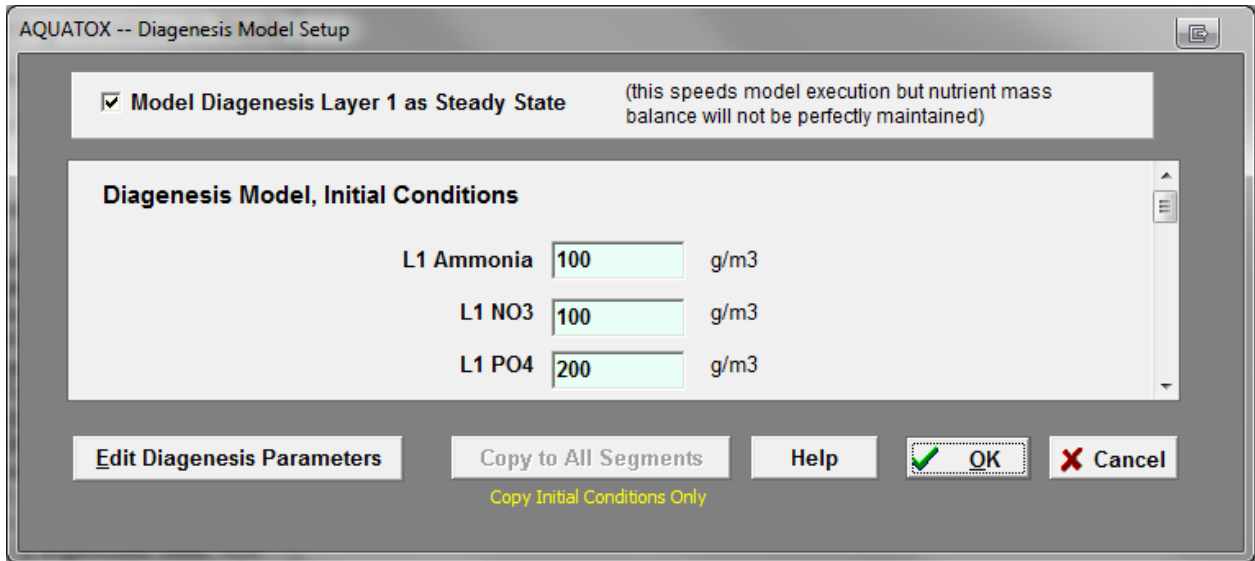 AQUATOX -- Diagenesis Model Setup
Model Diagenesis Layer 1 as Steady State
(this speeds model execution but nutrient mass
balance will not be perfectly maintained)
Diagenesis Model, Initial Conditions
L1 Ammonia 100 g/m3
L1 NO3 100 g/m3
L1 PO4 200 g/m3
Edit Diagenesis Parameters Copy to All Segments Help OK Cancel
Copy Initial Conditions Only